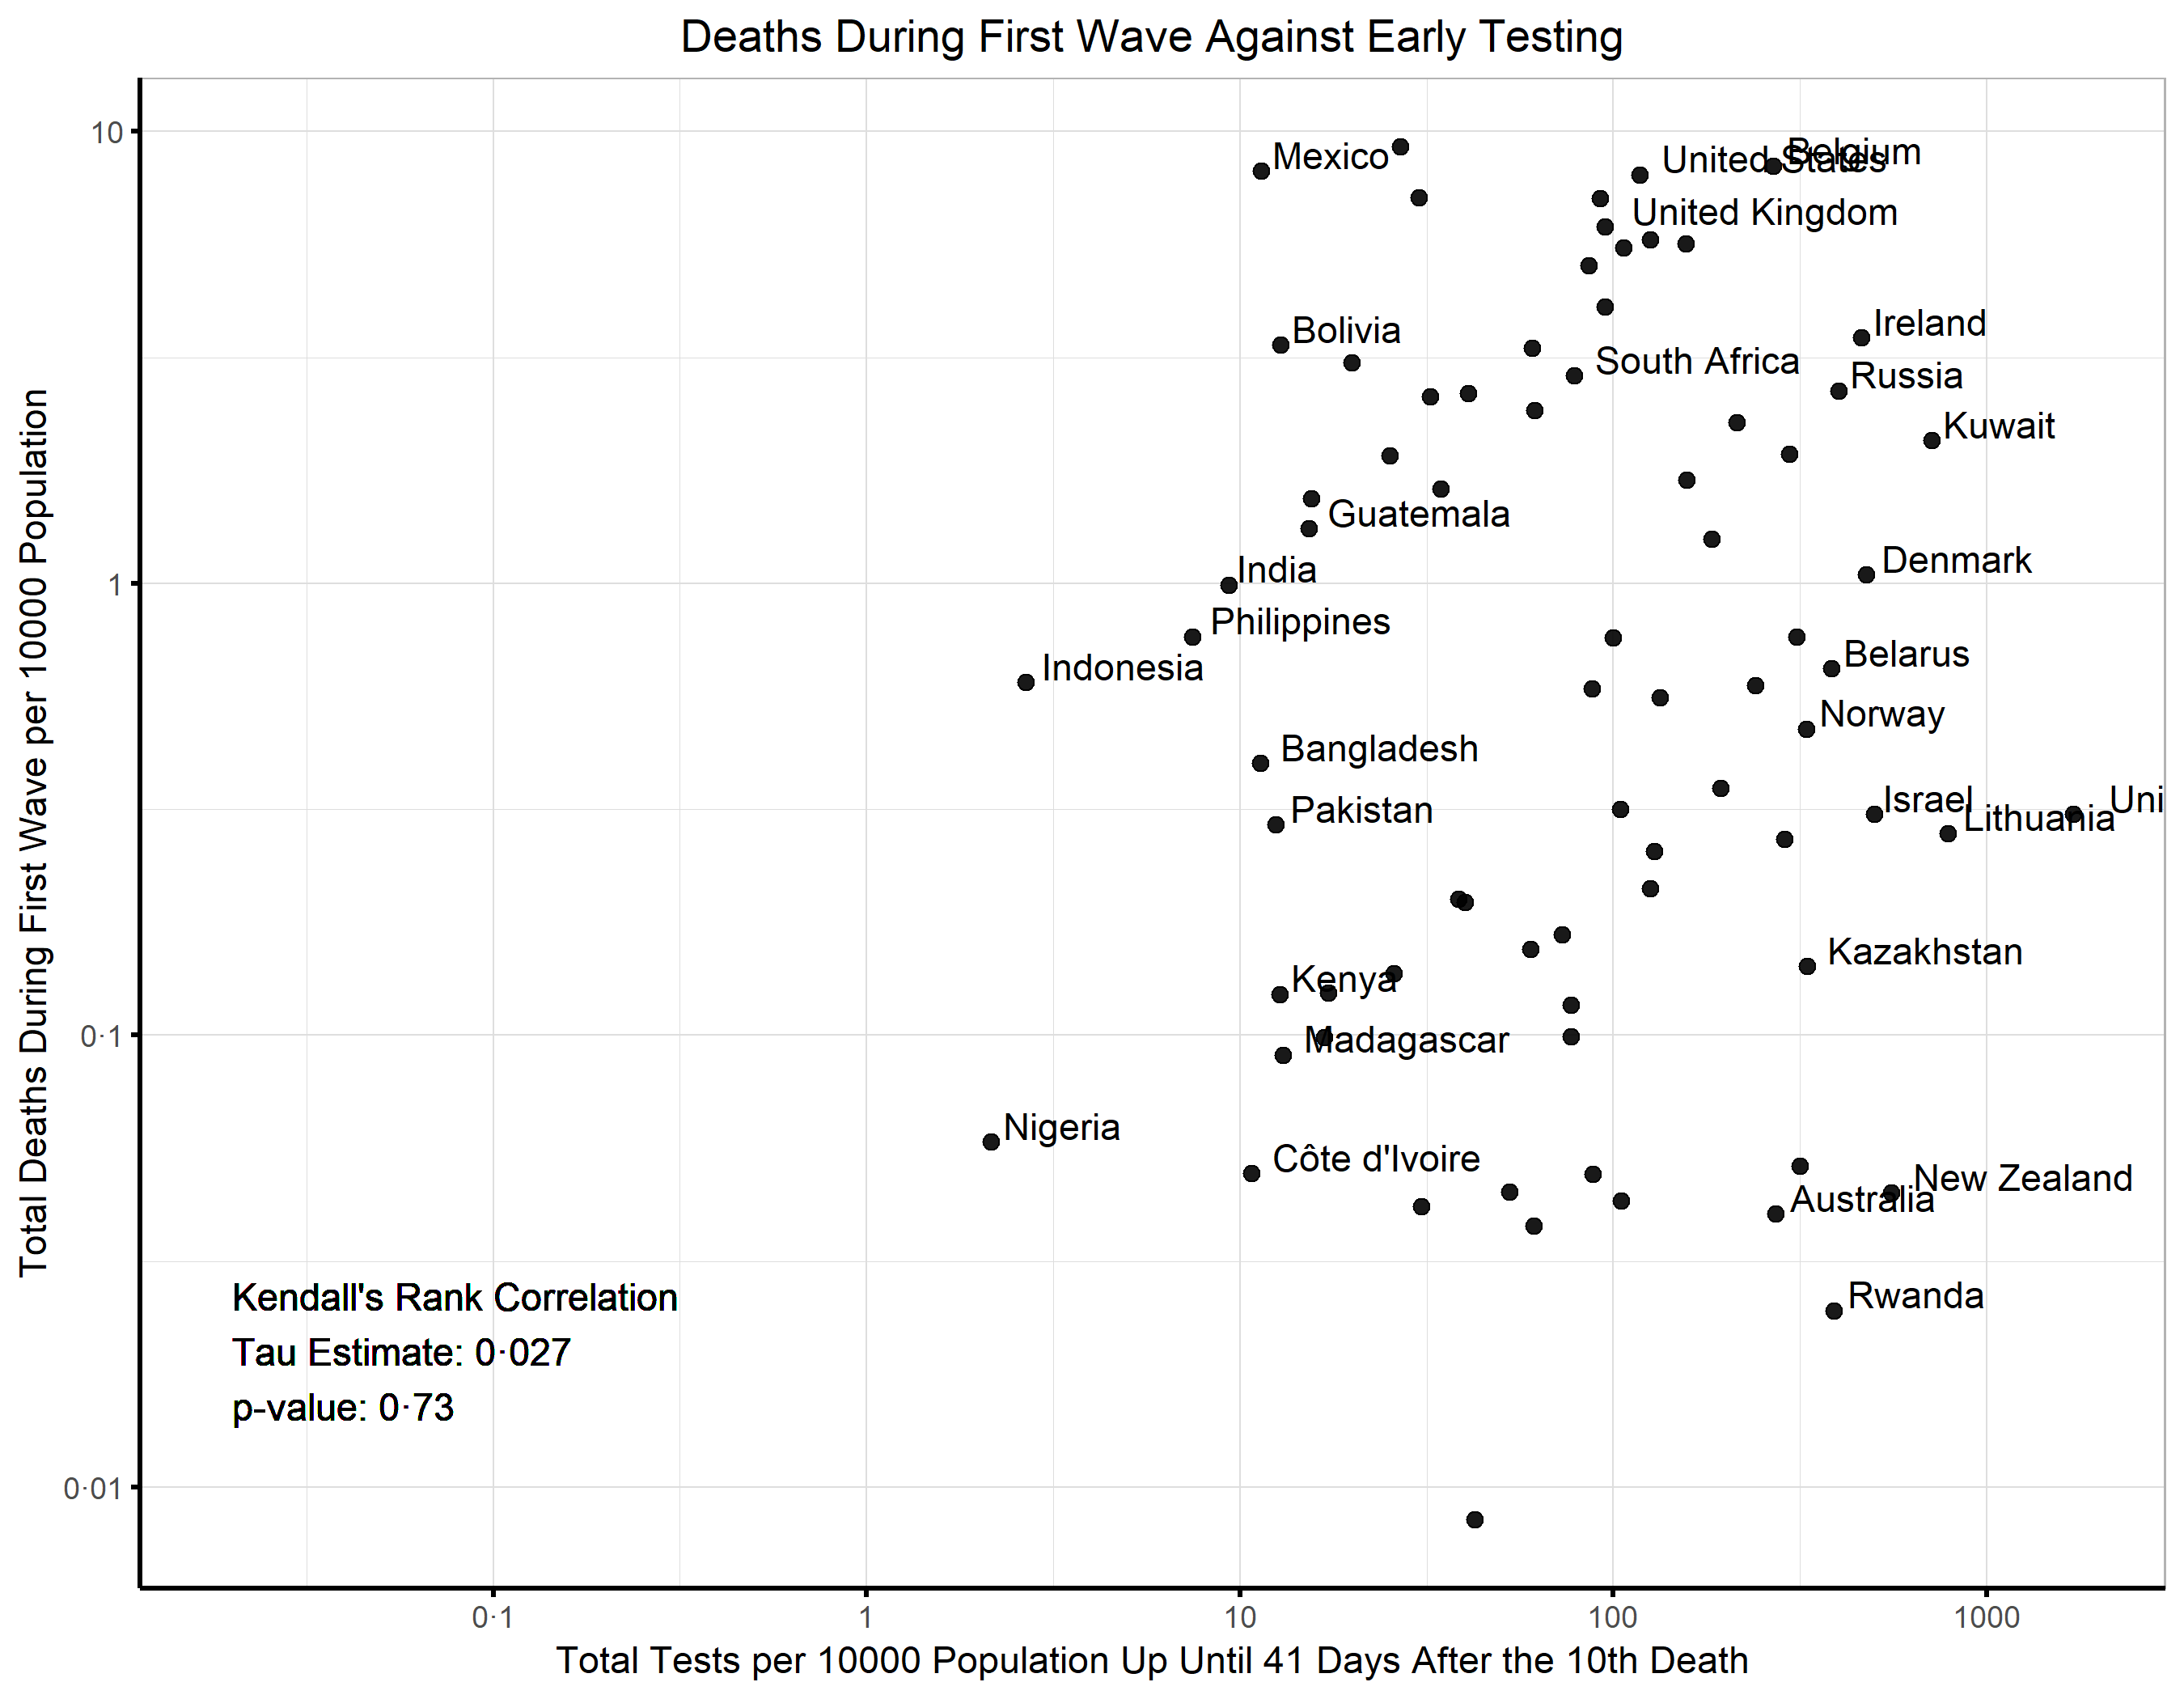 Deaths During First Wave Against Early Testing
Total Deaths During First Wave per 10000 Population
10
1
0·1
0·01
Mexico
United States
Belgium
United Kingdom
Bolivia
Ireland
South Africa
Russia
Kuwait
Guatemala
India
Denmark
Philippines
Indonesia
Belarus
Norway
Bangladesh
Pakistan
Israel
Lithuania
Uni
Kazakhstan
Kenya
Madagascar
Nigeria
Côte d'Ivoire
New Zealand
Australia
Rwanda
Kendall's Rank Correlation
Tau Estimate: 0·027
p-value: 0·73
0·1
1
10
100
1000
Total Tests per 10000 Population Up Until 41 Days After the 10th Death